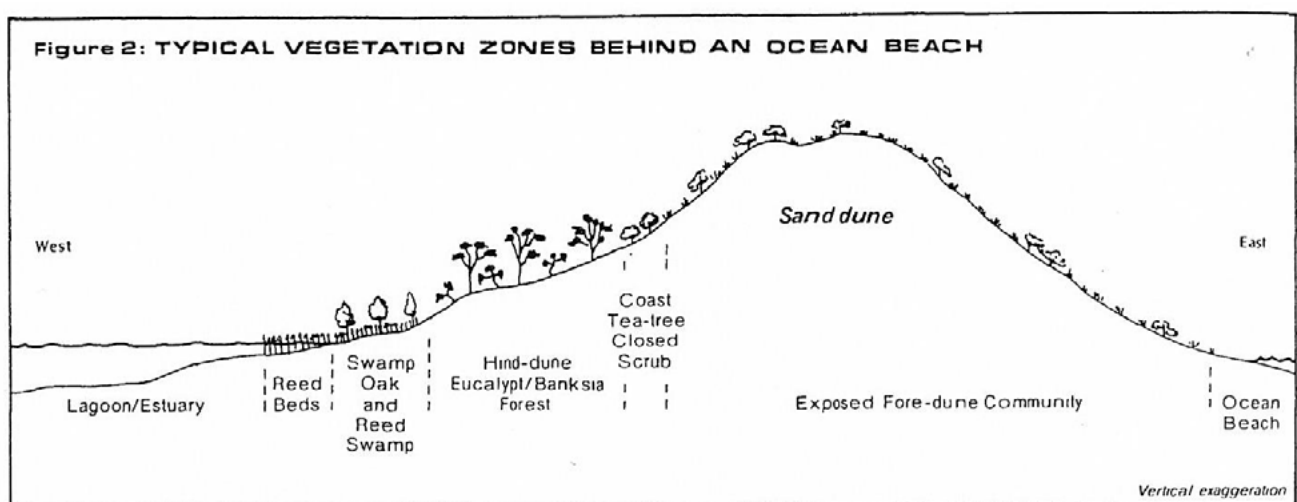 Figure 2: TYPICAL VEGETATION ZONES BEHIND AN OCEAN BEACH
West
Sand dune
East
Lagoon/Estuary
Reed
Beds
Swamp
Oak
and
Reed
Swamp
Hind-dune
Eucalypt/Banksia
Forest
Coast
Tea-tree
Closed
Scrub
Exposed Fore-dune Community
Ocean
Beach
Vertical exaggeration